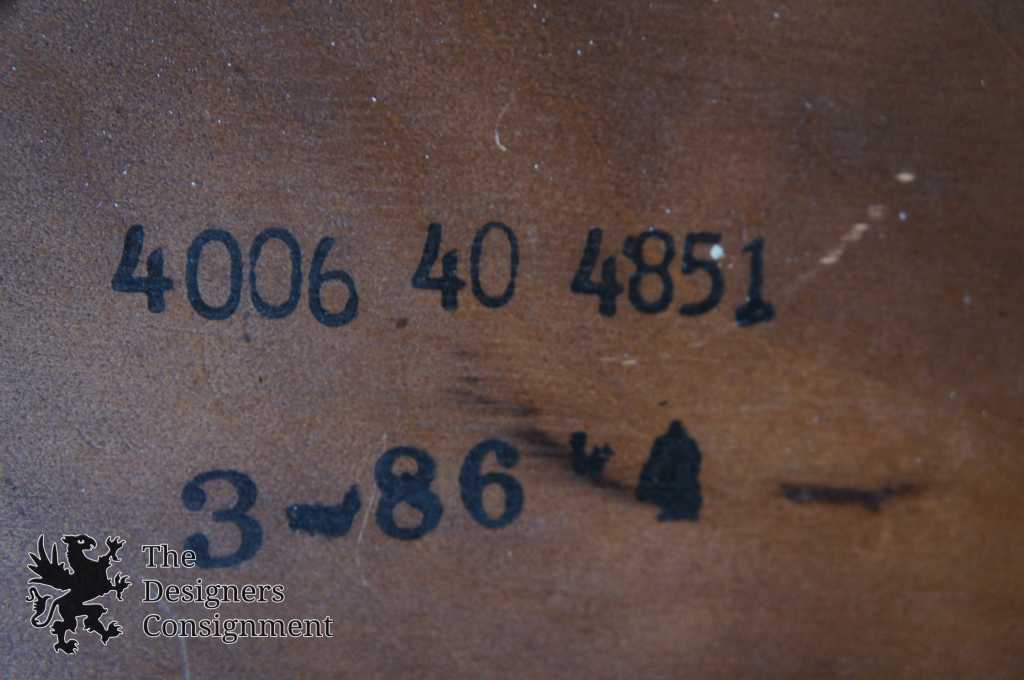 4006 40 4851
3-86
The
Designers
Consignment